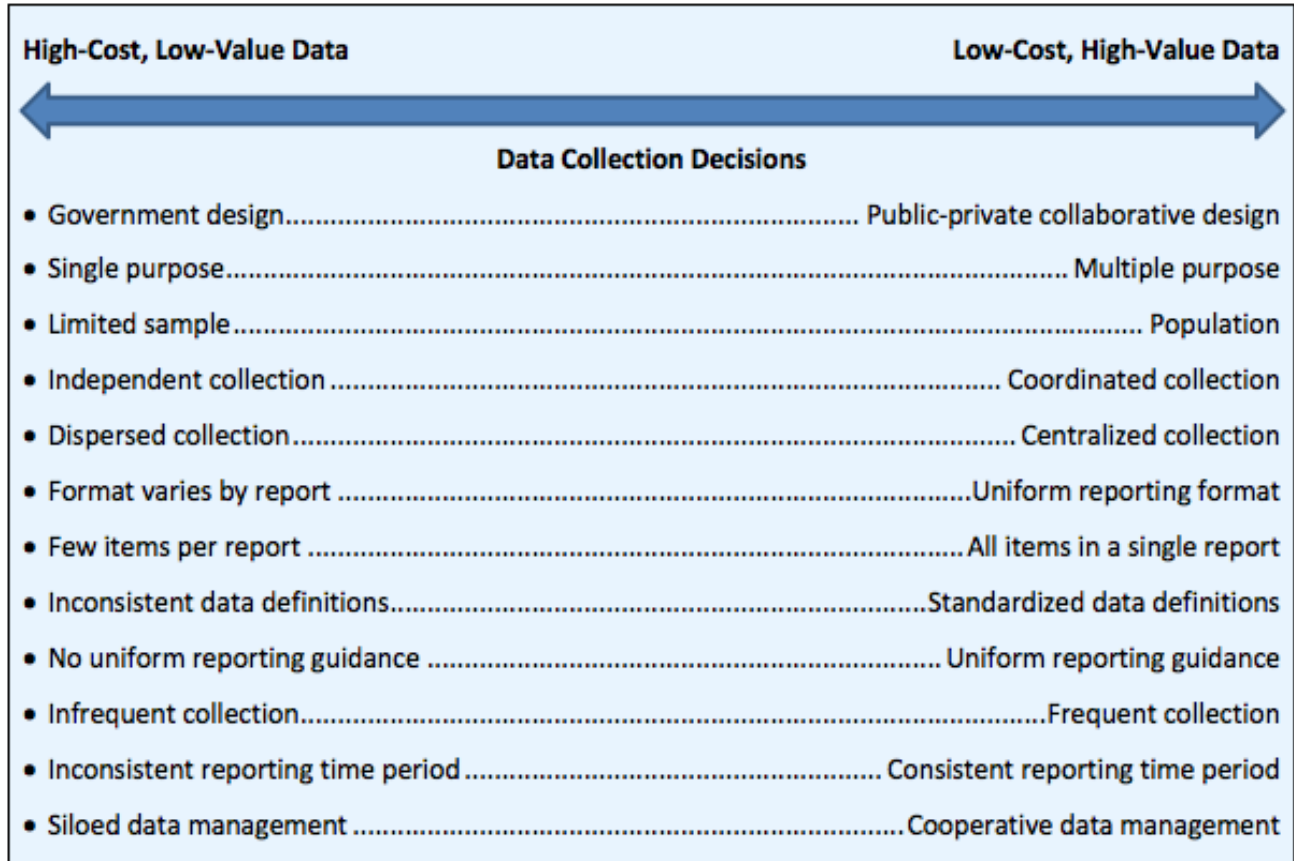 High-Cost, Low-Value Data Low-Cost, High-Value Data
Data Collection Decisions
• Government design.......................................................................................... Public-private collaborative design
• Single purpose..................................................................................................................................... Multiple purpose
• Limited sample............................................................................................................................................... Population
• Independent collection ......................................................................................................... Coordinated collection
• Dispersed collection................................................................................................................. Centralized collection
• Format varies by report ...................................................................................................Uniform reporting format
• Few items per report .......................................................................................................All items in a single report
• Inconsistent data definitions....................................................................................Standardized data definitions
• No uniform reporting guidance ................................................................................. Uniform reporting guidance
• Infrequent collection.....................................................................................................................Frequent collection
• Inconsistent reporting time period................................................................. Consistent reporting time period
• Siloed data management ......................................................................................Cooperative data management